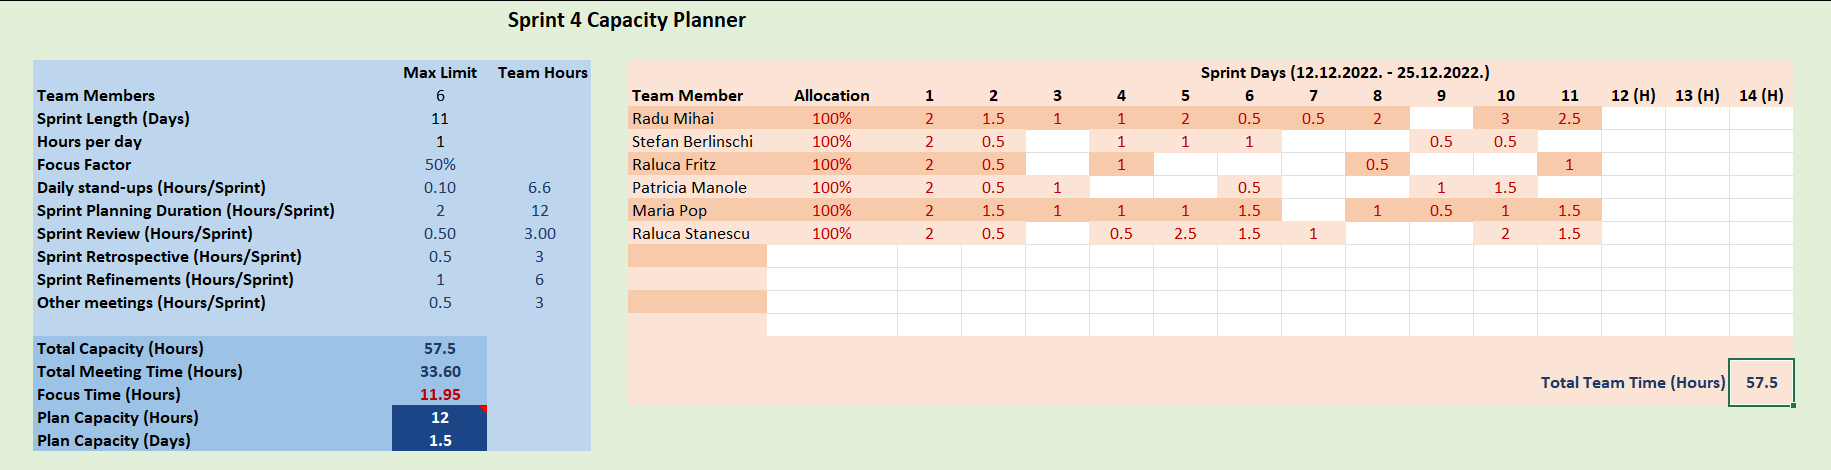 Sprint 4 Capacity Planner
Max Limit Team Hours
Team Members 6
Sprint Length (Days) 11
Hours per day 1
Focus Factor 50%
Daily stand-ups (Hours/Sprint) 0.10 6.6
Sprint Planning Duration (Hours/Sprint) 2 12
Sprint Review (Hours/Sprint) 0.50 3.00
Sprint Retrospective (Hours/Sprint) 0.5 3
Sprint Refinements (Hours/Sprint) 1 6
Other meetings (Hours/Sprint) 0.5 3
Total Capacity (Hours) 57.5
Total Meeting Time (Hours) 33.60
Focus Time (Hours) 11.95
Plan Capacity (Hours) 12
Plan Capacity (Days) 1.5
Sprint Days (12.12.2022. - 25.12.2022.)
Team Member Allocation 1 2 3 4 5 6 7 8 9 10 11 12 (H) 13 (H) 14 (H)
Radu Mihai 100% 2 1.5 1 1 2 0.5 0.5 2 3 2.5
Stefan Berlinschi 100% 2 0.5 1 1 1 0.5 0.5
Raluca Fritz 100% 2 0.5 1 0.5 1
Patricia Manole 100% 2 0.5 1 0.5 1 1.5
Maria Pop 100% 2 1.5 1 1 1 1.5 1 0.5 1 1.5
Raluca Stanescu 100% 2 0.5 0.5 2.5 1.5 1 2 1.5
Total Team Time (Hours) 57.5